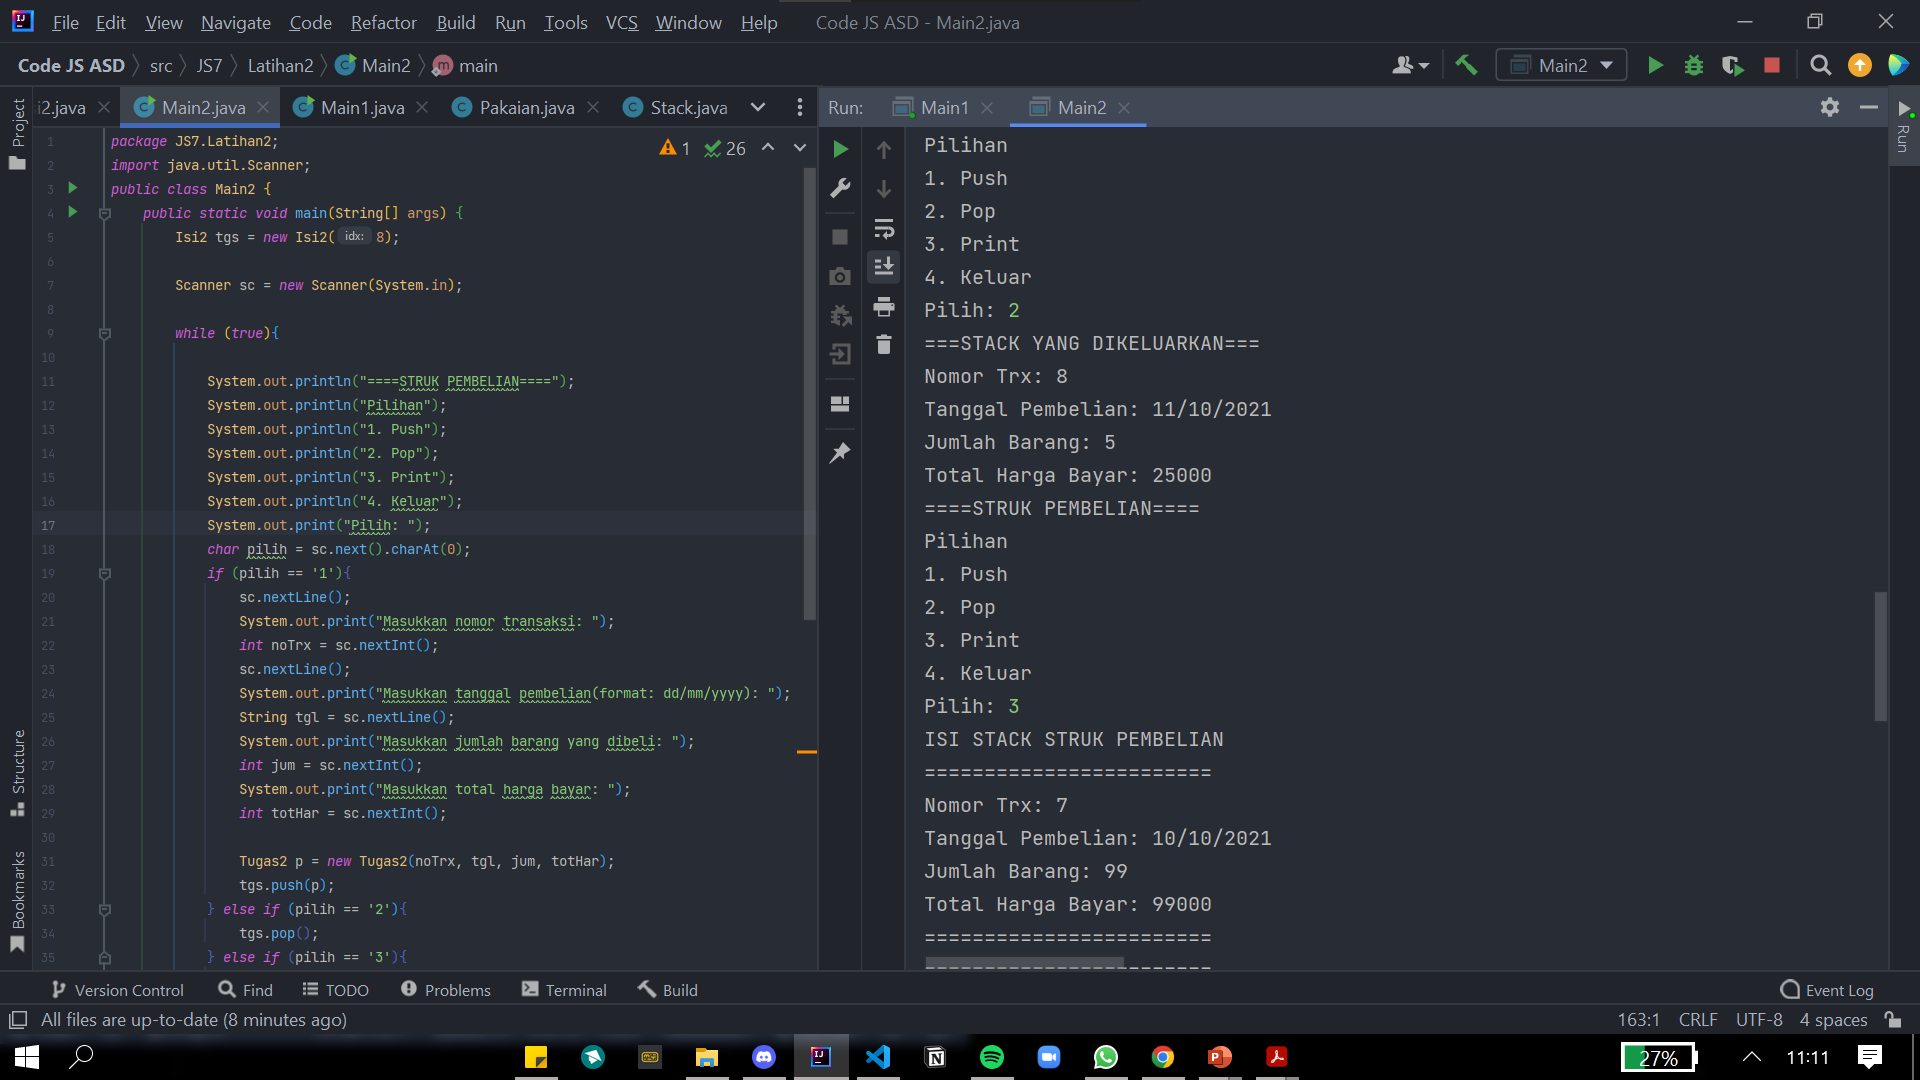 File Edit View Navigate Code Refactor Build Run Tools VCS Window Help Code JS ASD - Main2.java
Code JS ASD src JS7 Latihan2 Main2 main Main2
i2.java Main2.java Main1.java Pakaian.java Stack.java
Run: Main1 Main2
Project
Structure
Bookmarks
Run
1 26
1 package JS7.Latihan2;
2 import java.util.Scanner;
3 public class Main2 {
4 public static void main(String[] args) {
5 Isi2 tgs = new Isi2( idx: 8);
6
7 Scanner sc = new Scanner(System.in);
8
9 while (true){
10
11 System.out.println("====STRUK PEMBELIAN====");
12 System.out.println("Pilihan");
13 System.out.println("1. Push");
14 System.out.println("2. Pop");
15 System.out.println("3. Print");
16 System.out.println("4. Keluar");
17 System.out.print("Pilih: ");
18 char pilih = sc.next().charAt(0);
19 if (pilih == '1'){
20 sc.nextLine();
21 System.out.print("Masukkan nomor transaksi: ");
22 int noTrx = sc.nextInt();
23 sc.nextLine();
24 System.out.print("Masukkan tanggal pembelian(format: dd/mm/yyyy): ");
25 String tgl = sc.nextLine();
26 System.out.print("Masukkan jumlah barang yang dibeli: ");
27 int jum = sc.nextInt();
28 System.out.print("Masukkan total harga bayar: ");
29 int totHar = sc.nextInt();
30
31 Tugas2 p = new Tugas2(noTrx, tgl, jum, totHar);
32 tgs.push(p);
33 } else if (pilih == '2'){
34 tgs.pop();
35 } else if (pilih == '3'){
Pilihan
1. Push
2. Pop
3. Print
4. Keluar
Pilih: 2
===STACK YANG DIKELUARKAN===
Nomor Trx: 8
Tanggal Pembelian: 11/10/2021
Jumlah Barang: 5
Total Harga Bayar: 25000
====STRUK PEMBELIAN====
Pilihan
1. Push
2. Pop
3. Print
4. Keluar
Pilih: 3
ISI STACK STRUK PEMBELIAN
========================
Nomor Trx: 7
Tanggal Pembelian: 10/10/2021
Jumlah Barang: 99
Total Harga Bayar: 99000
========================
========================
Version Control Find TODO Problems Terminal Build Event Log
All files are up-to-date (8 minutes ago) 163:1 CRLF UTF-8 4 spaces
27% 11:11